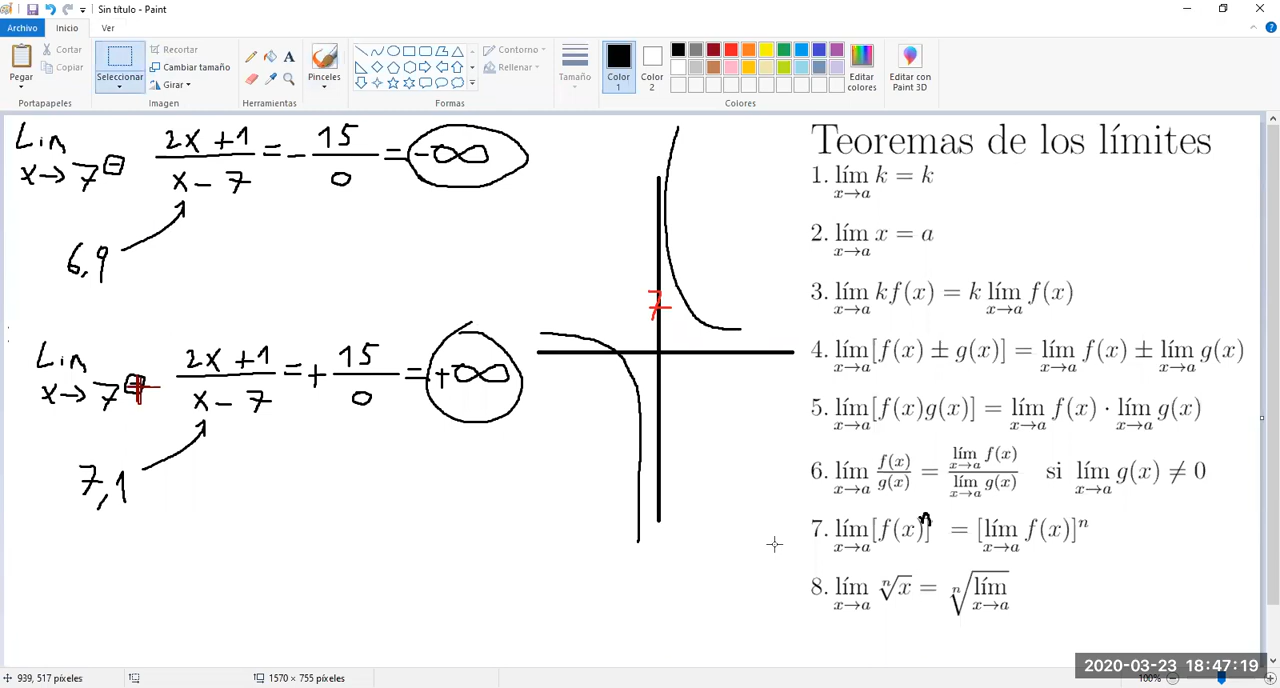 Sin título - Paint
Archivo Inicio Ver
Pegar
Cortar
Copiar
Portapapeles
Seleccionar
Recortar
Cambiar tamaño
Girar
Imagen
A
Herramientas
Pinceles
Contorno
Rellenar
Formas
Tamaño
Color 1
Color 2
Editar colores
Editar con Paint 3D
Colores
Lim x→7⁻ (2x+1)/(x-7) = -15/0 = -∞
6,9
Lim x→7⁺ (2x+1)/(x-7) = +15/0 = +∞
7,1
7
Teoremas de los límites
1. lím x→a k = k
2. lím x→a x = a
3. lím x→a kf(x) = k lím x→a f(x)
4. lím x→a [f(x) ± g(x)] = lím x→a f(x) ± lím x→a g(x)
5. lím x→a [f(x)g(x)] = lím x→a f(x) · lím x→a g(x)
6. lím x→a f(x)/g(x) = lím x→a f(x) / lím x→a g(x) si lím x→a g(x) ≠ 0
7. lím x→a [f(x)]ⁿ = [lím x→a f(x)]ⁿ
8. lím x→a ⁿ√x = ⁿ√lím x→a
2020-03-23 18:47:19
939, 517 píxeles
1570 × 755 píxeles
100%